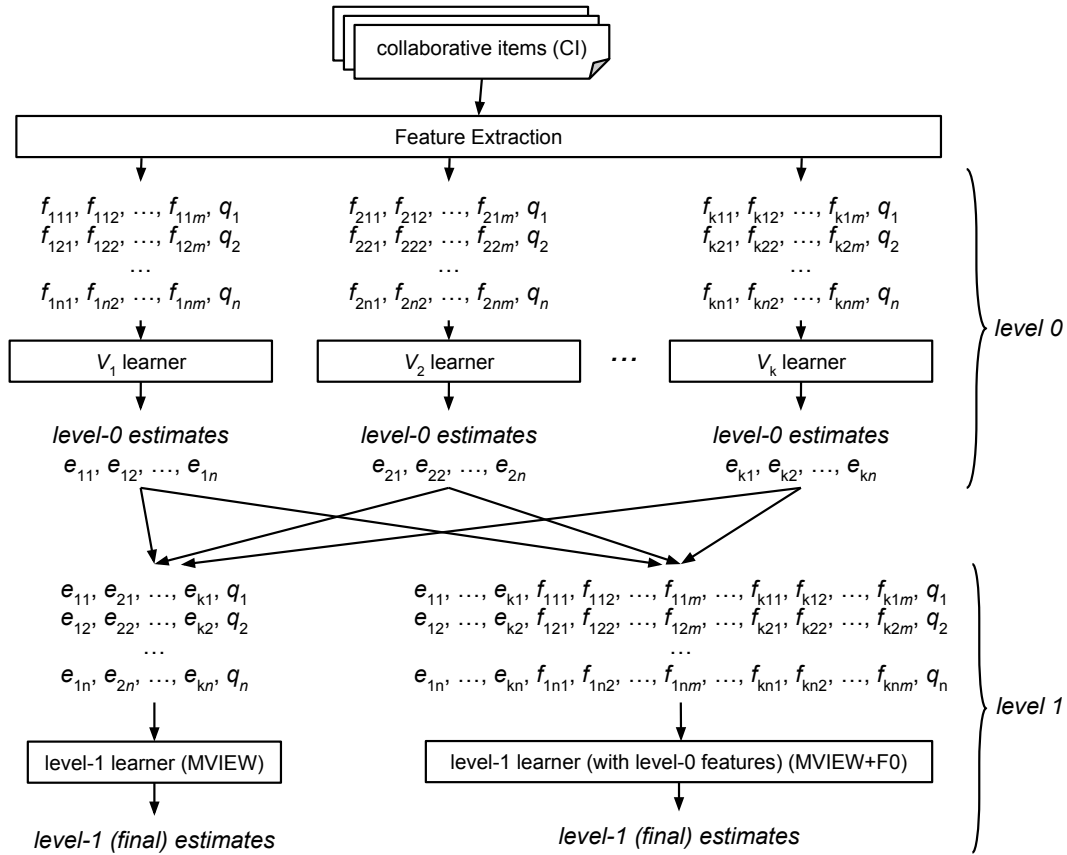 collaborative items (CI)
Feature Extraction
f111, f112, …, f11m, q1
f121, f122, …, f12m, q2
…
f1n1, f1n2, …, f1nm, qn
f211, f212, …, f21m, q1
f221, f222, …, f22m, q2
…
f2n1, f2n2, …, f2nm, qn
fk11, fk12, …, fk1m, q1
fk21, fk22, …, fk2m, q2
…
fkn1, fkn2, …, fknm, qn
level 0
V1 learner
V2 learner
…
Vk learner
level-0 estimates
e11, e12, …, e1n
level-0 estimates
e21, e22, …, e2n
level-0 estimates
ek1, ek2, …, ekn
e11, e21, …, ek1, q1
e12, e22, …, ek2, q2
…
e1n, e2n, …, ekn, qn
e11, …, ek1, f111, f112, …, f11m, …, fk11, fk12, …, fk1m, q1
e12, …, ek2, f121, f122, …, f12m, …, fk21, fk22, …, fk2m, q2
…
e1n, …, ekn, f1n1, f1n2, …, f1nm, …, fkn1, fkn2, …, fknm, qn
level 1
level-1 learner (MVIEW)
level-1 learner (with level-0 features) (MVIEW+F0)
level-1 (final) estimates
level-1 (final) estimates